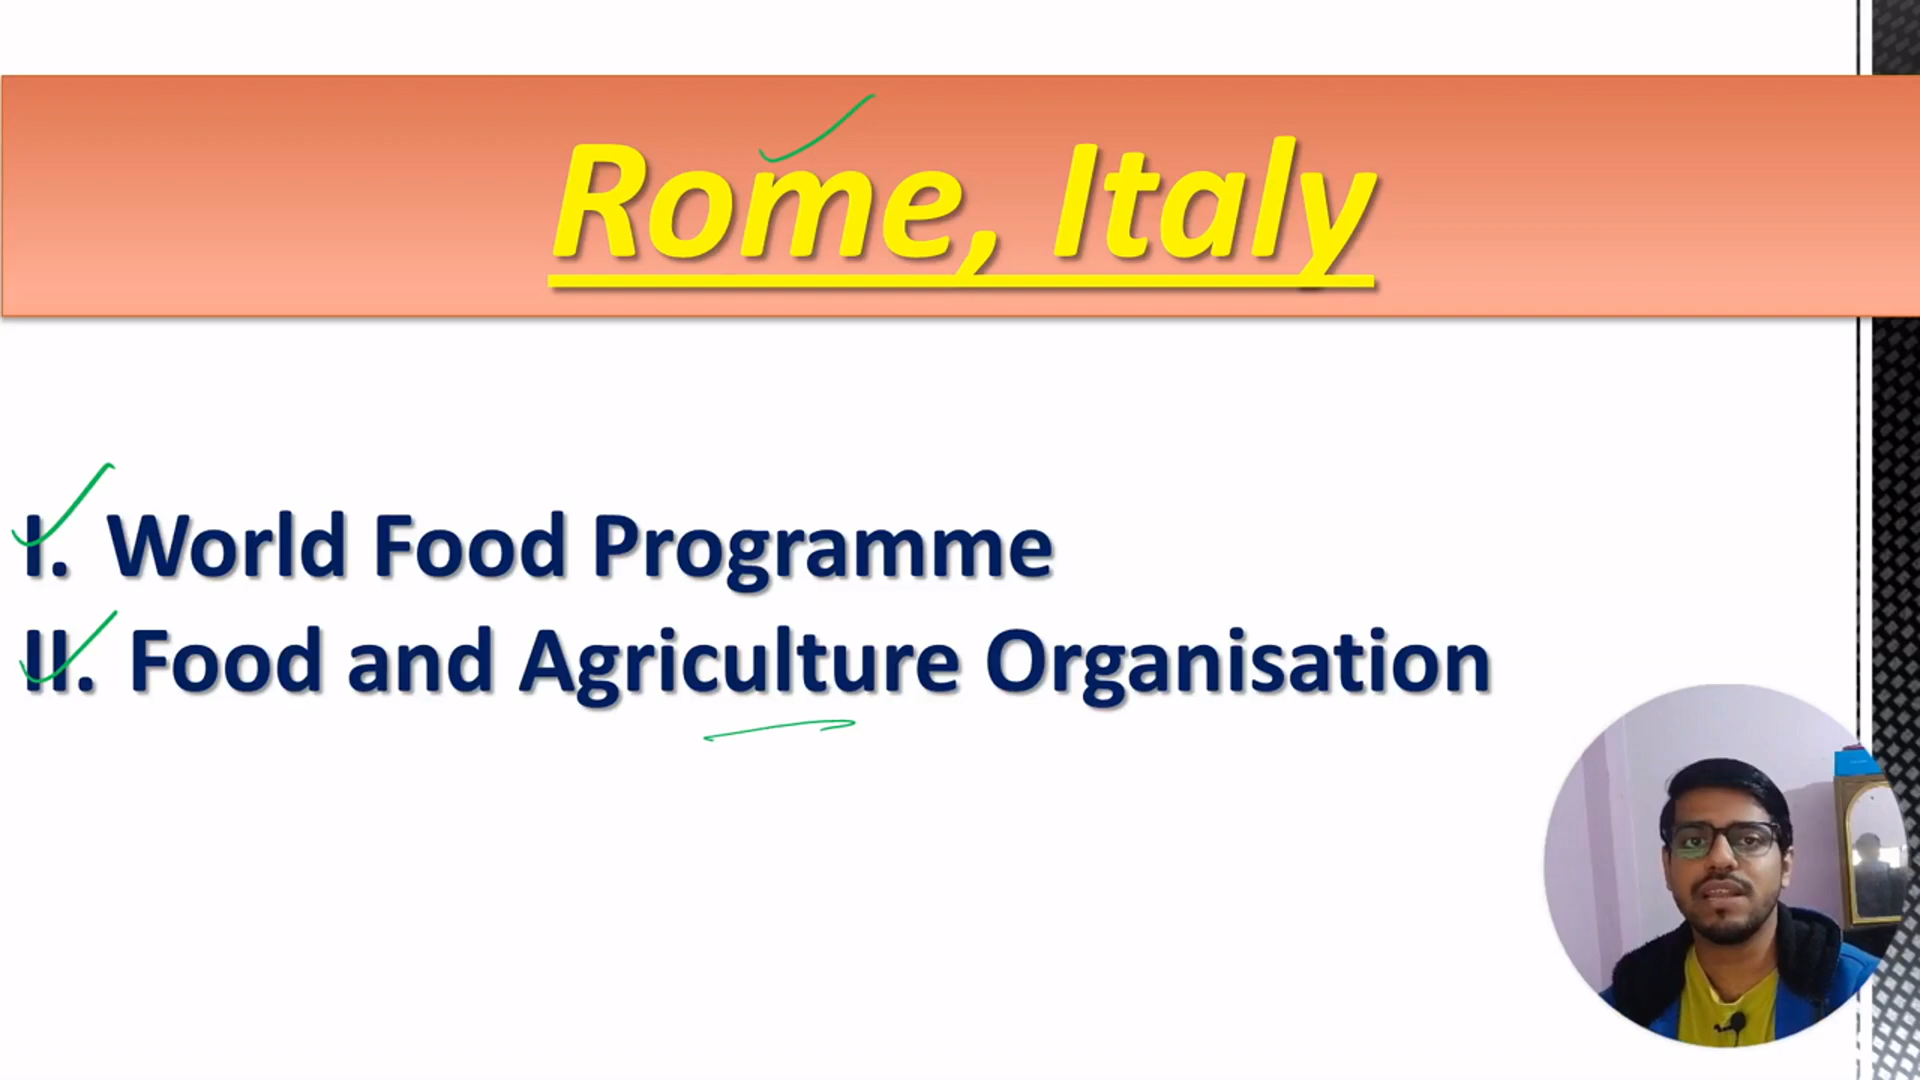 Rome, Italy
I. World Food Programme
II. Food and Agriculture Organisation